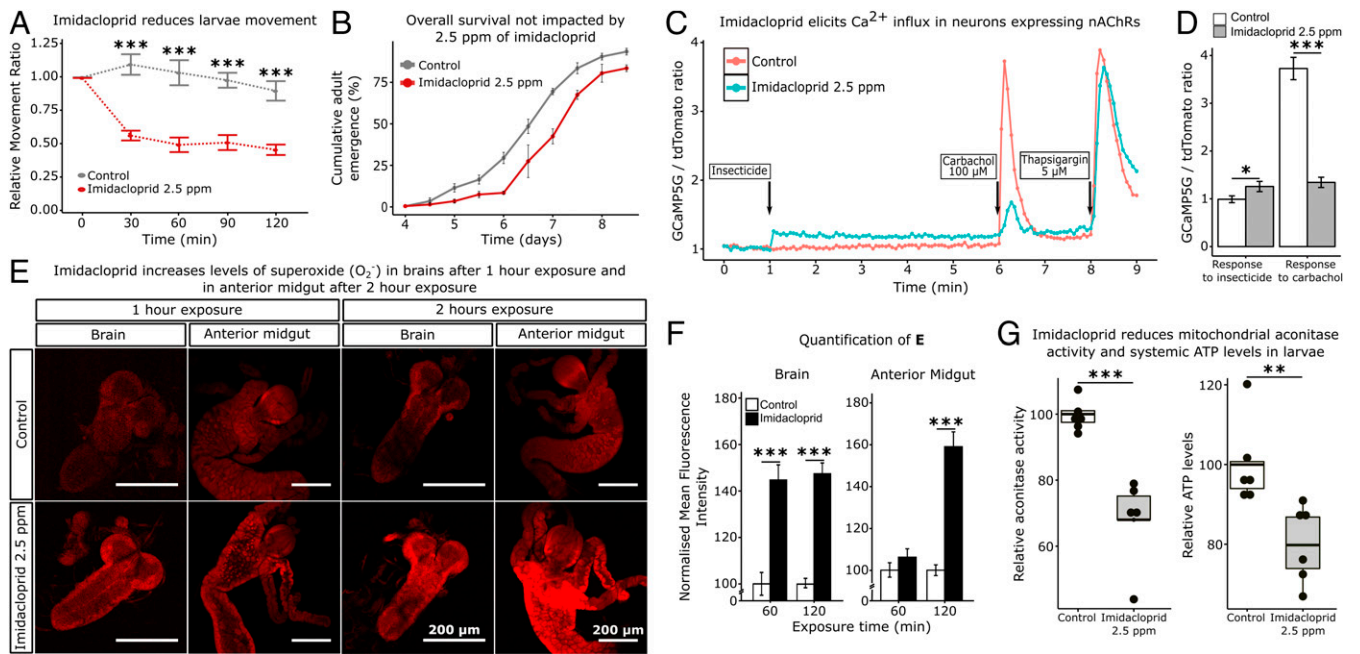 A
Imidacloprid reduces larvae movement
Relative Movement Ratio
1.25
1.00
0.75
0.50
0.25
0.00
***
***
***
***
Control
Imidacloprid 2.5 ppm
0
30
60
90
120
Time (min)
B
Overall survival not impacted by
2.5 ppm of imidacloprid
Control
Imidacloprid 2.5 ppm
Cumulative adult
emergence (%)
75
50
25
0
4
5
6
7
8
Time (days)
C
Imidacloprid elicits Ca2+ influx in neurons expressing nAChRs
GCaMP5G / tdTomato ratio
4
3
2
1
Control
Imidacloprid 2.5 ppm
Insecticide
Carbachol
100 µM
Thapsigargin
5 µM
0
1
2
3
4
5
6
7
8
9
Time (min)
D
Control
Imidacloprid 2.5 ppm
GCaMP5G / tdTomato ratio
4
3
2
1
0
*
***
Response
to insecticide
Response
to carbachol
E
Imidacloprid increases levels of superoxide (O2-) in brains after 1 hour exposure and
in anterior midgut after 2 hour exposure
1 hour exposure
2 hours exposure
Brain
Anterior midgut
Brain
Anterior midgut
Control
Imidacloprid 2.5 ppm
200 µm
200 µm
F
Quantification of E
Brain
Anterior Midgut
Normalised Mean Fluorescence
Intensity
180
160
140
120
100
0
Control
Imidacloprid
***
***
60
120
160
140
120
100
0
Control
Imidacloprid
***
60
120
Exposure time (min)
G
Imidacloprid reduces mitochondrial aconitase
activity and systemic ATP levels in larvae
Relative aconitase activity
100
80
60
***
Control
Imidacloprid
2.5 ppm
Relative ATP levels
120
100
80
**
Control
Imidacloprid
2.5 ppm